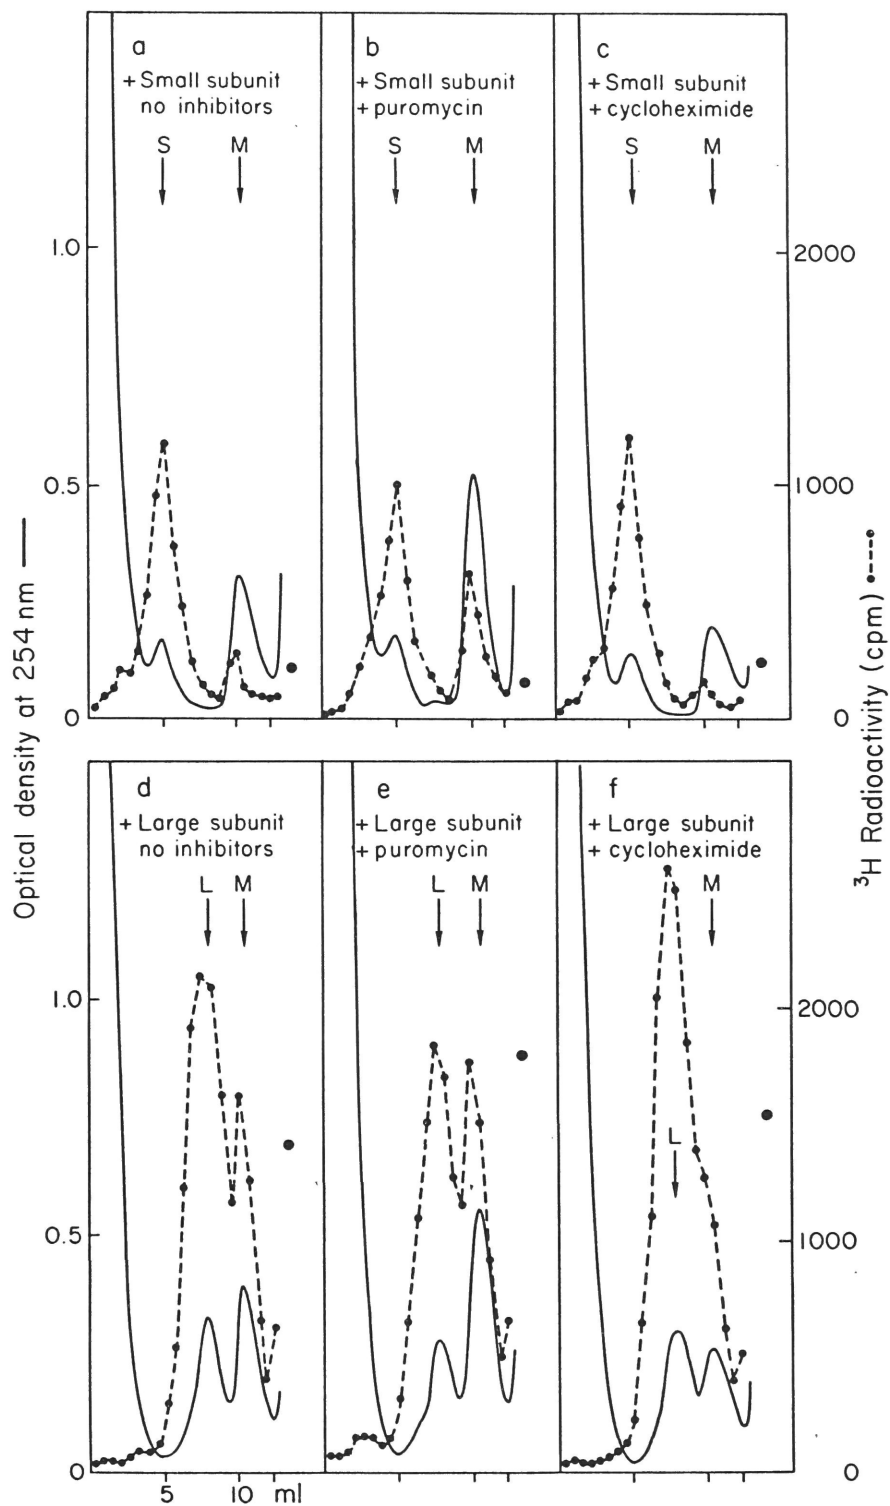 a
+ Small subunit
no inhibitors
S M
b
+ Small subunit
+ puromycin
S M
c
+ Small subunit
+ cycloheximide
S M
1.0
0.5
0
2000
1000
0
Optical density at 254 nm
³H Radioactivity (cpm)
d
+ Large subunit
no inhibitors
L M
e
+ Large subunit
+ puromycin
L M
f
+ Large subunit
+ cycloheximide
M
L
1.0
0.5
0
2000
1000
0
5 10 ml